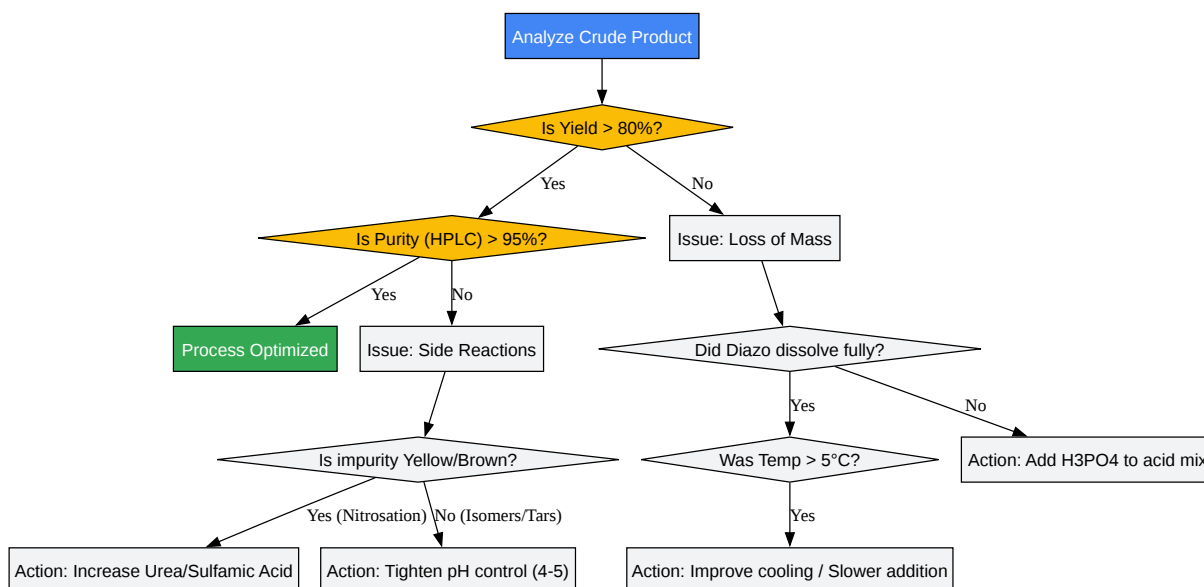 Analyze Crude Product
Is Yield > 80%?
Yes
No
Is Purity (HPLC) > 95%?
Issue: Loss of Mass
Yes
No
Process Optimized
Issue: Side Reactions
Did Diazo dissolve fully?
Yes
No
Is impurity Yellow/Brown?
Was Temp > 5°C?
Action: Add H3PO4 to acid mix
Yes (Nitrosation)
No (Isomers/Tars)
Yes
Action: Increase Urea/Sulfamic Acid
Action: Tighten pH control (4-5)
Action: Improve cooling / Slower addition